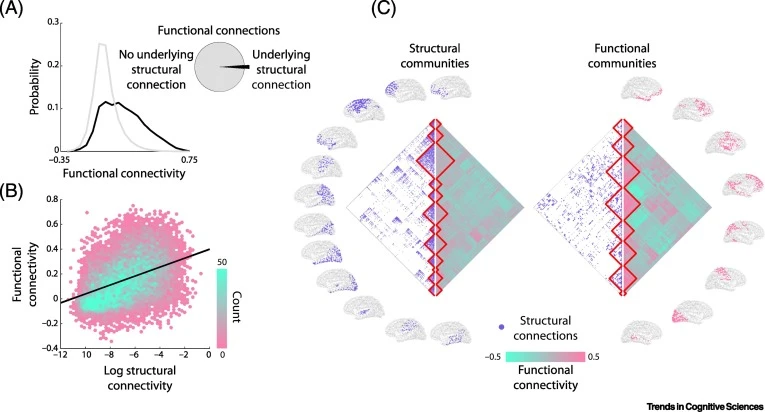 (A)
0.3
0.2
0.1
0
Probability
−0.35
0.75
Functional connectivity
Functional connections
No underlying
structural
connection
Underlying
structural
connection
(B)
0.8
0.6
0.4
0.2
0
−0.2
−0.4
Functional
connectivity
−12
10
−8
−6
−4
−2
0
Log structural
connectivity
50
0
Count
(C)
Structural
communities
Functional
communities
Structural
connections
−0.5
0.5
Functional
connectivity
Trends in Cognitive Sciences